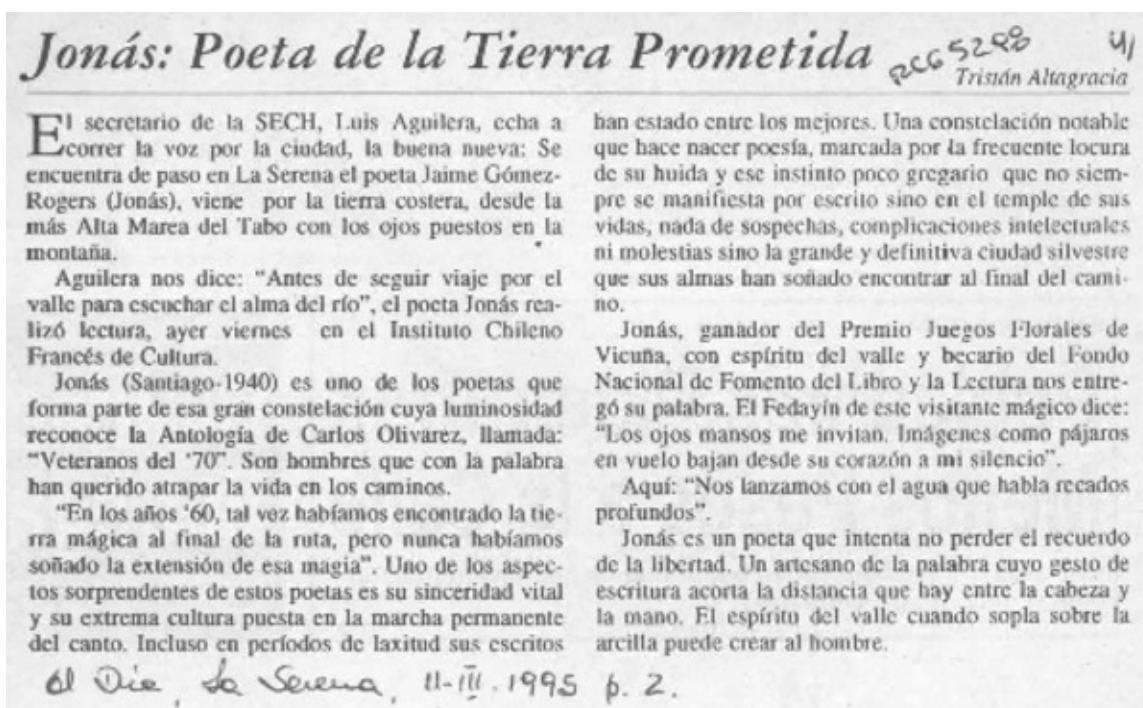 Jonás: Poeta de la Tierra Prometida
RCG 5298
41
Tristán Altagracia
El secretario de la SECH, Luis Aguilera, echa a
correr la voz por la ciudad, la buena nueva: Se
encuentra de paso en La Serena el poeta Jaime Gómez-
Rogers (Jonás), viene por la tierra costera, desde la
más Alta Marea del Tabo con los ojos puestos en la
montaña.
Aguilera nos dice: “Antes de seguir viaje por el
valle para escuchar el alma del río”, el poeta Jonás rea-
lizó lectura, ayer viernes en el Instituto Chileno
Francés de Cultura.
Jonás (Santiago-1940) es uno de los poetas que
forma parte de esa gran constelación cuya luminosidad
reconoce la Antología de Carlos Olivarez, llamada:
“Veteranos del ‘70”. Son hombres que con la palabra
han querido atrapar la vida en los caminos.
“En los años ‘60, tal vez habíamos encontrado la tie-
rra mágica al final de la ruta, pero nunca habíamos
soñado la extensión de esa magia”. Uno de los aspec-
tos sorprendentes de estos poetas es su sinceridad vital
y su extrema cultura puesta en la marcha permanente
del canto. Incluso en períodos de laxitud sus escritos
han estado entre los mejores. Una constelación notable
que hace nacer poesía, marcada por la frecuente locura
de su huida y ese instinto poco gregario que no siem-
pre se manifiesta por escrito sino en el temple de sus
vidas, nada de sospechas, complicaciones intelectuales
ni molestias sino la grande y definitiva ciudad silvestre
que sus almas han soñado encontrar al final del cami-
no.
Jonás, ganador del Premio Juegos Florales de
Vicuña, con espíritu del valle y becario del Fondo
Nacional de Fomento del Libro y la Lectura nos entre-
gó su palabra. El Fedayín de este visitante mágico dice:
“Los ojos mansos me invitan. Imágenes como pájaros
en vuelo bajan desde su corazón a mi silencio”.
Aquí: “Nos lanzamos con el agua que habla recados
profundos”.
Jonás es un poeta que intenta no perder el recuerdo
de la libertad. Un artesano de la palabra cuyo gesto de
escritura acorta la distancia que hay entre la cabeza y
la mano. El espíritu del valle cuando sopla sobre la
arcilla puede crear al hombre.
El Día, La Serena, 11-III.1995 p. 2.